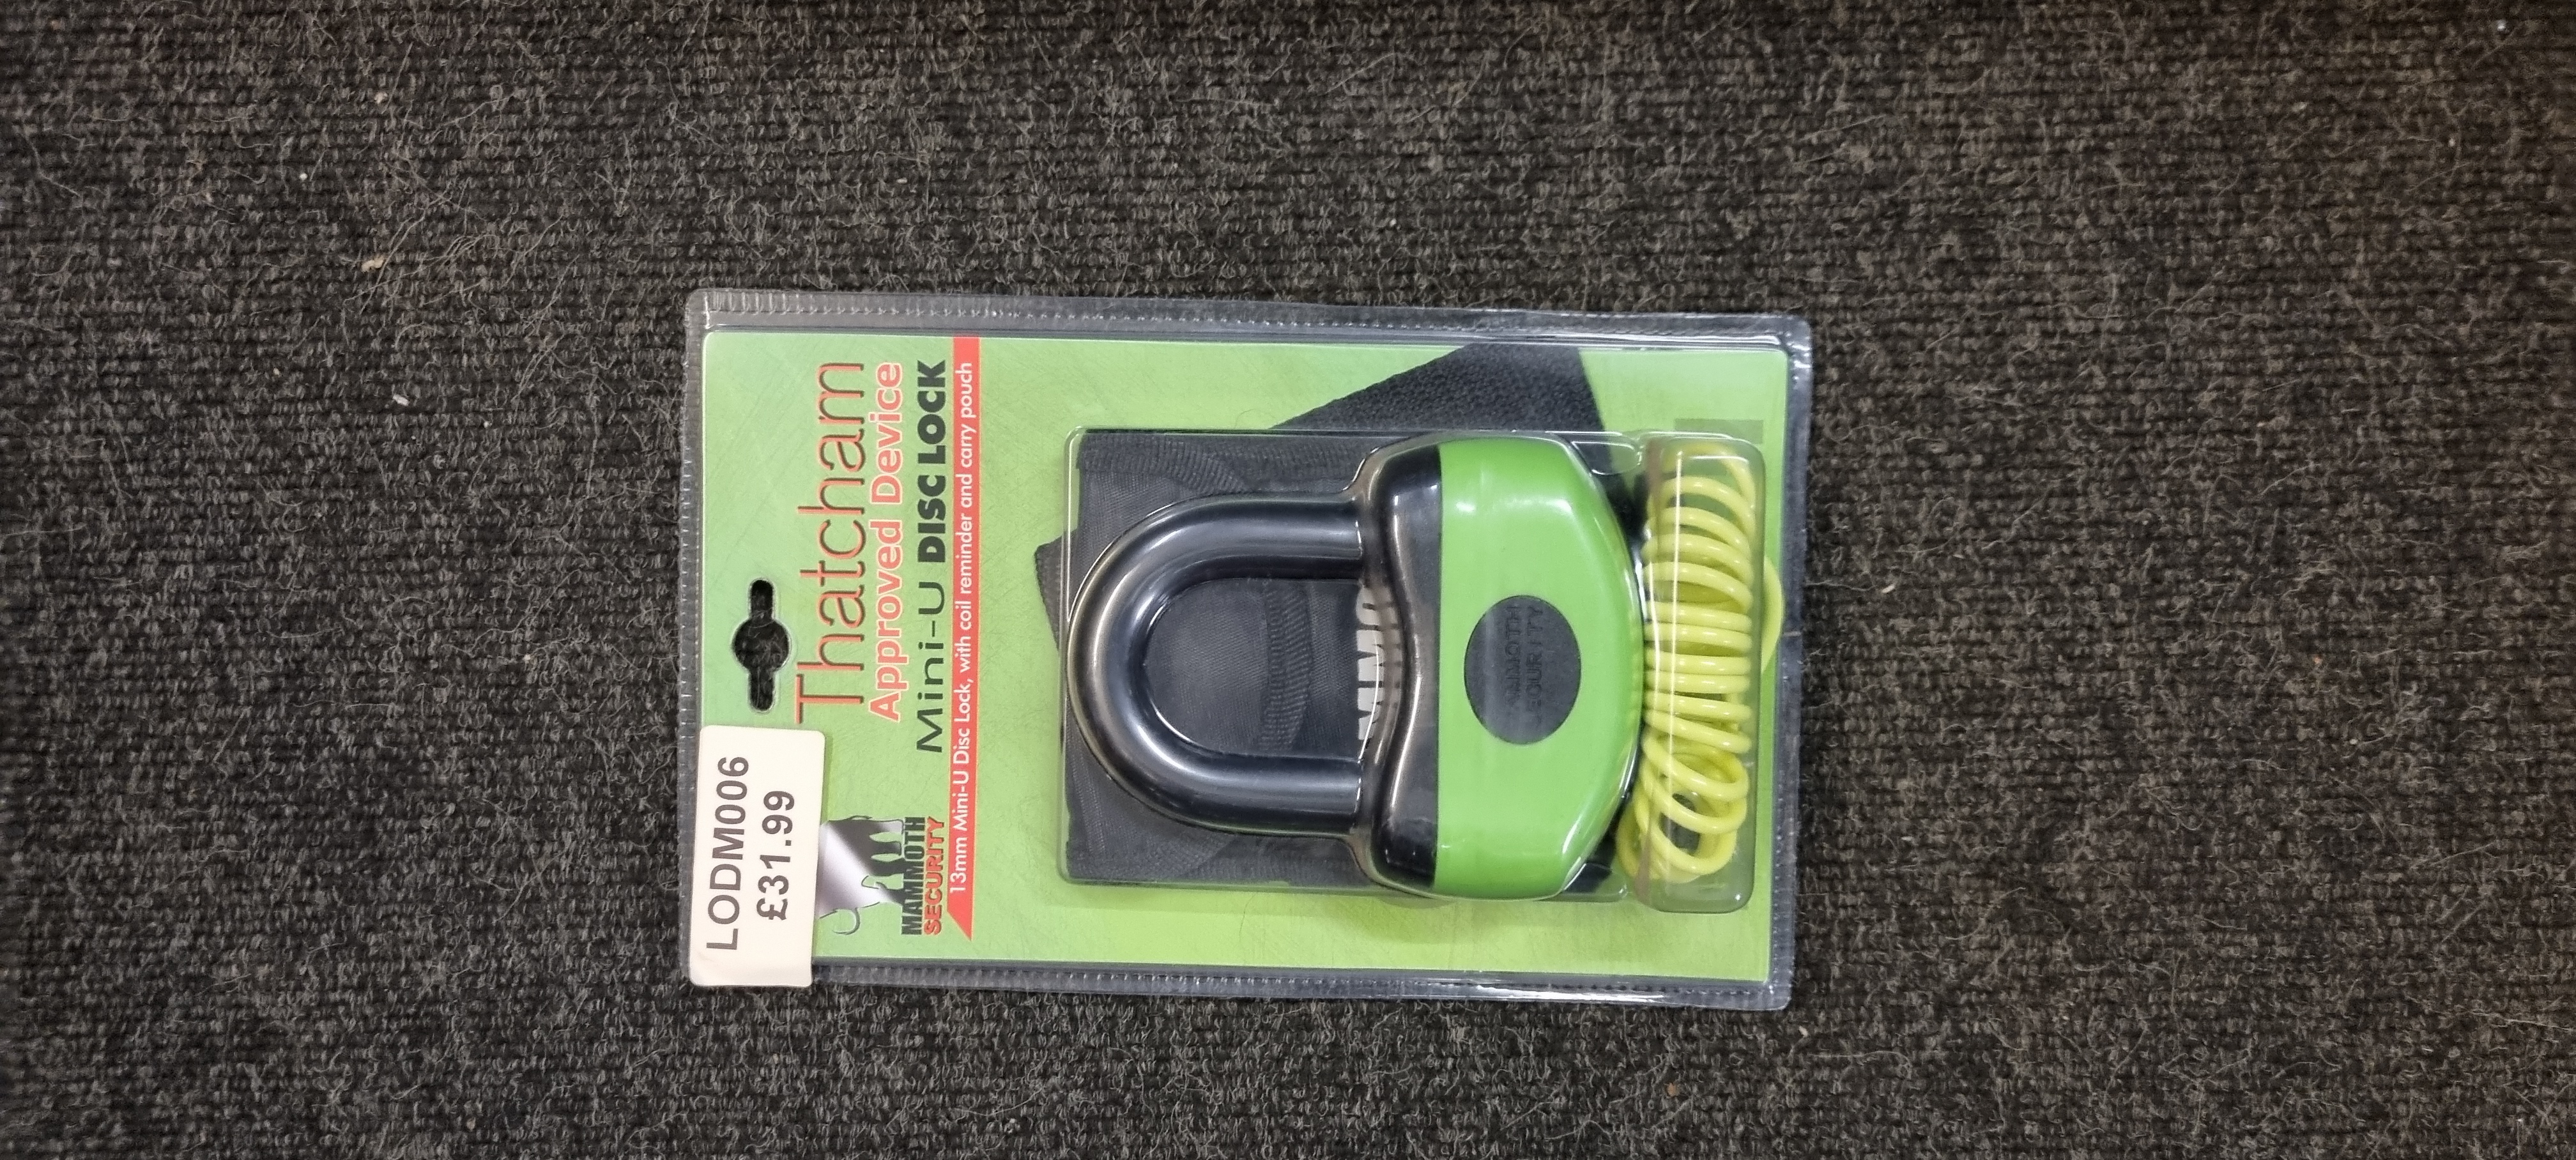 Thatcham
Approved Device
Mini-U DISC LOCK
13mm Mini-U Disc Lock, with coil reminder and carry pouch
MAMMOTH
SECURITY
LODM006
£31.99
MAMMOTH
SECURITY